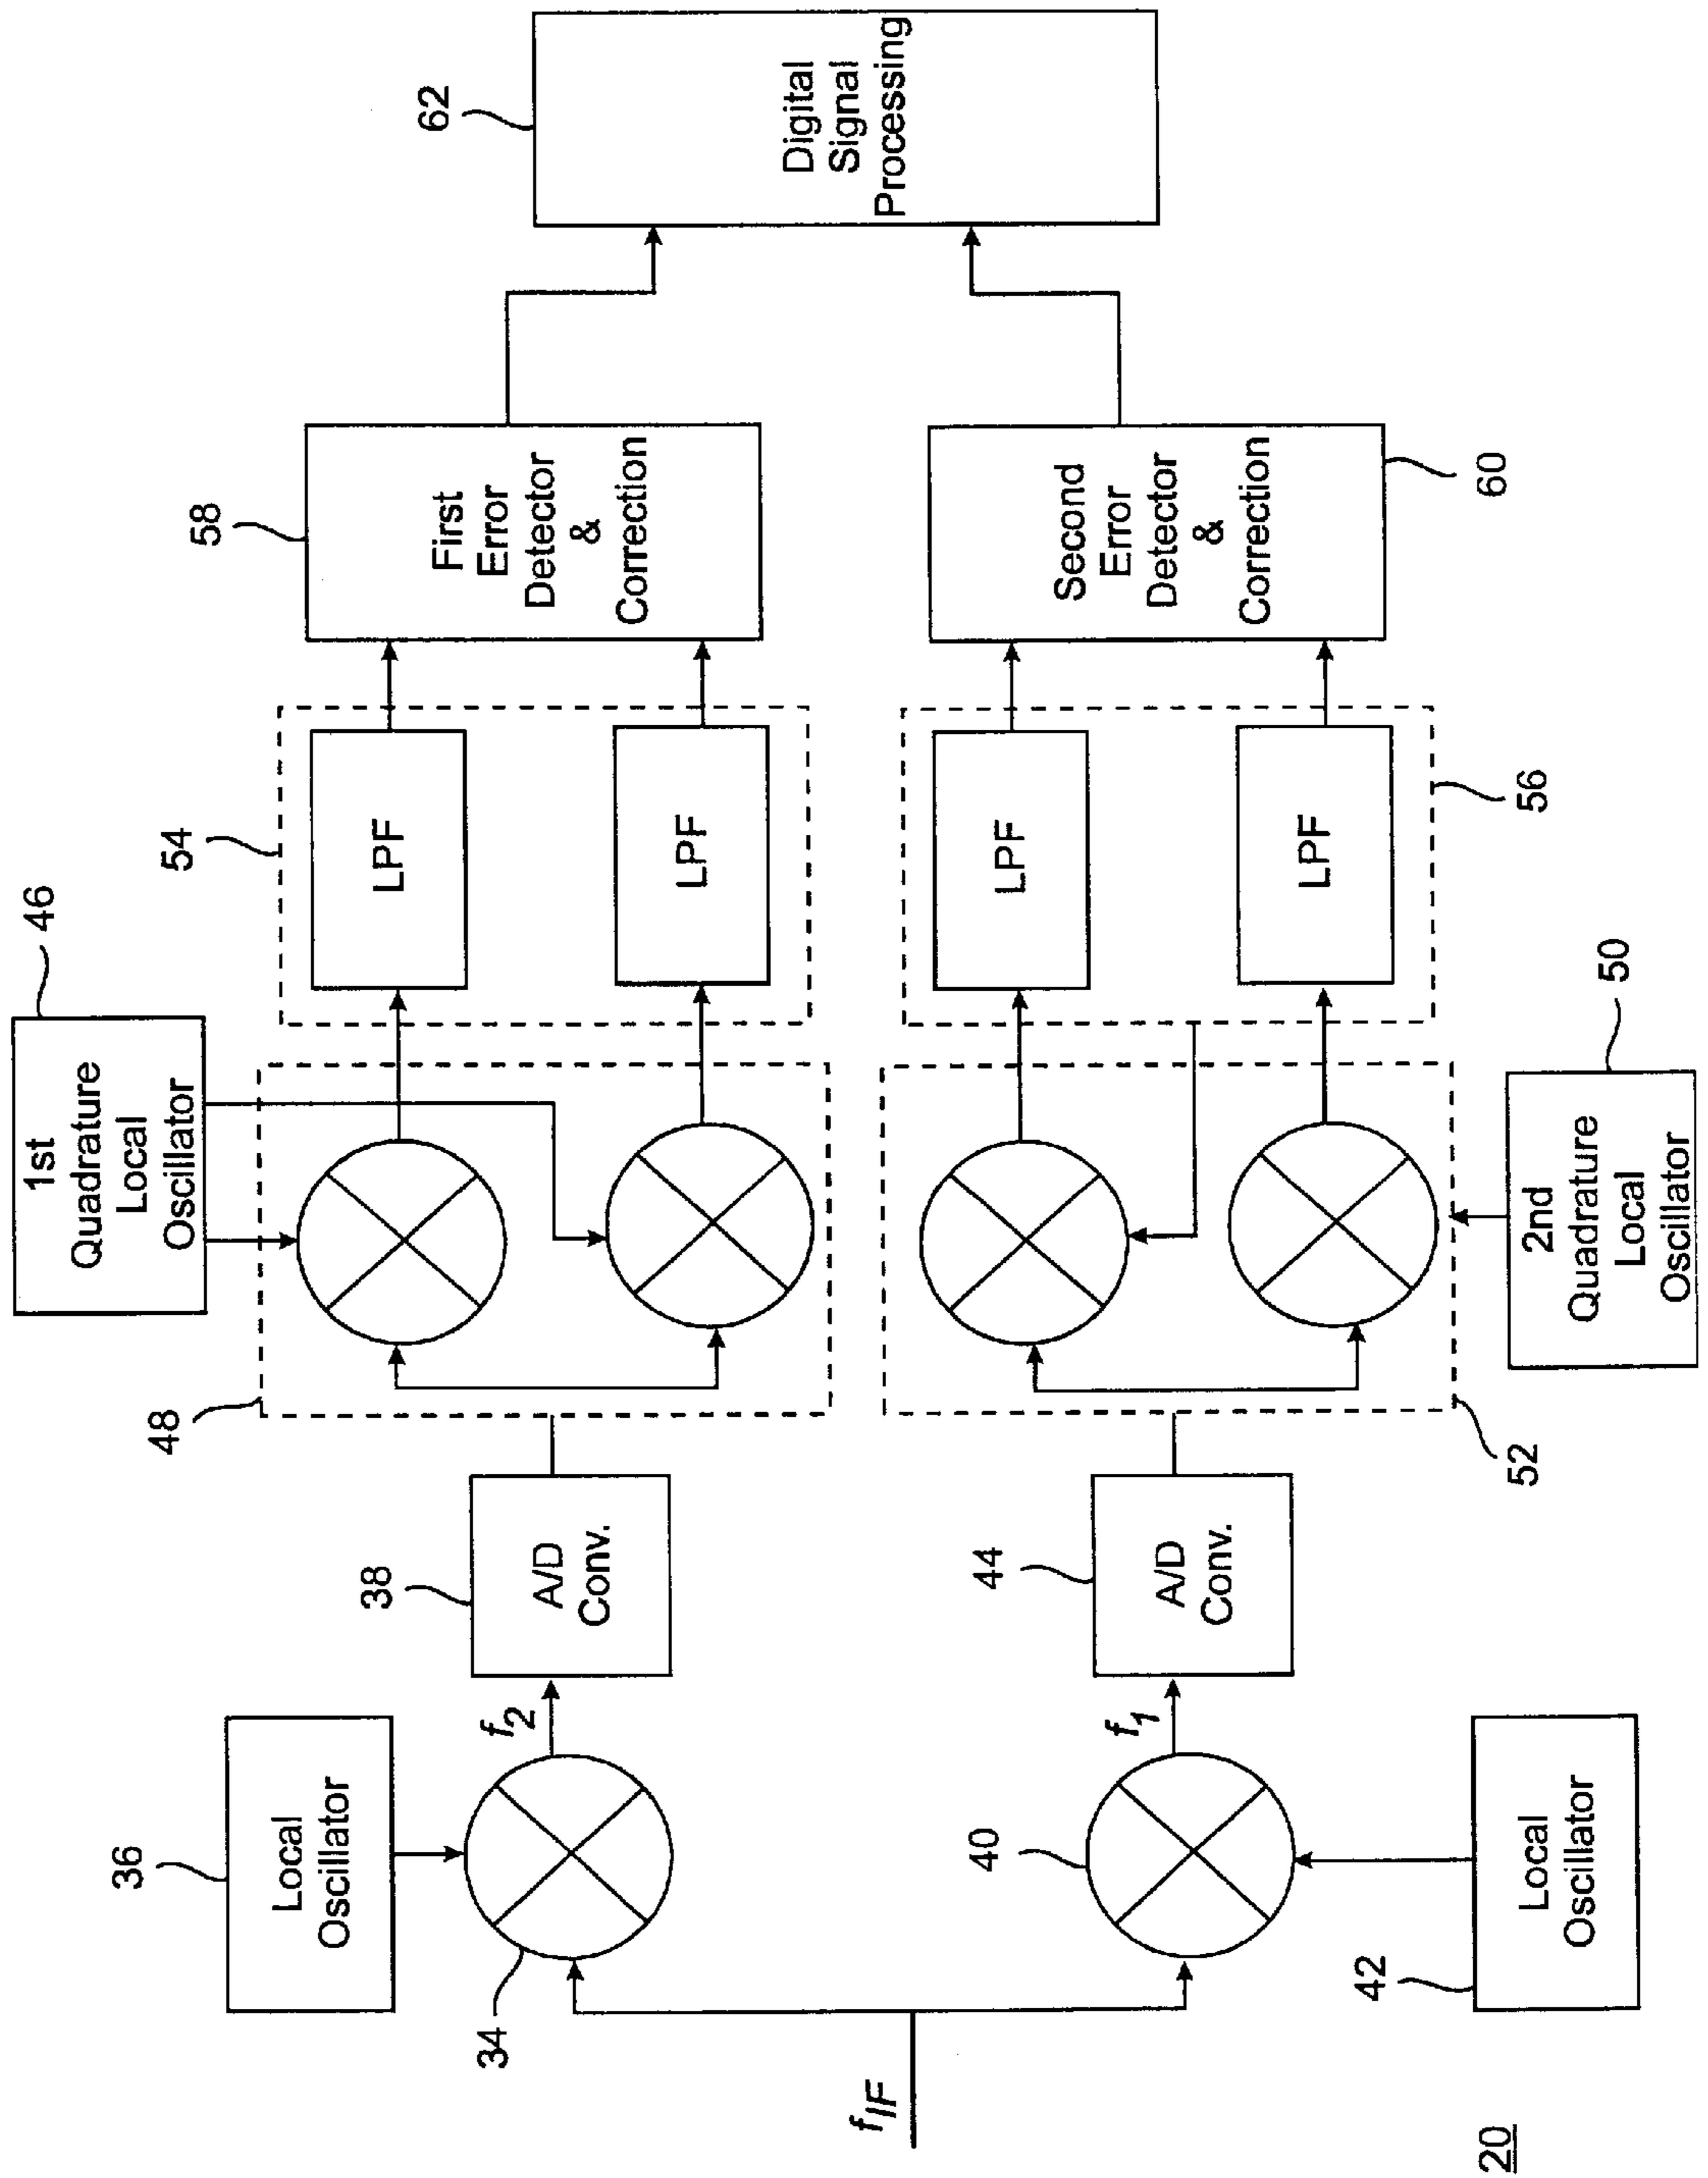 46
1st
Quadrature
Local
Oscillator
36
Local
Oscillator
34
f2
38
A/D
Conv.
48
54
LPF
LPF
58
First
Error
Detector
&
Correction
62
Digital
Signal
Processing
fIF
40
f1
44
A/D
Conv.
52
56
LPF
LPF
Second
Error
Detector
&
Correction
60
42
Local
Oscillator
50
2nd
Quadrature
Local
Oscillator
20